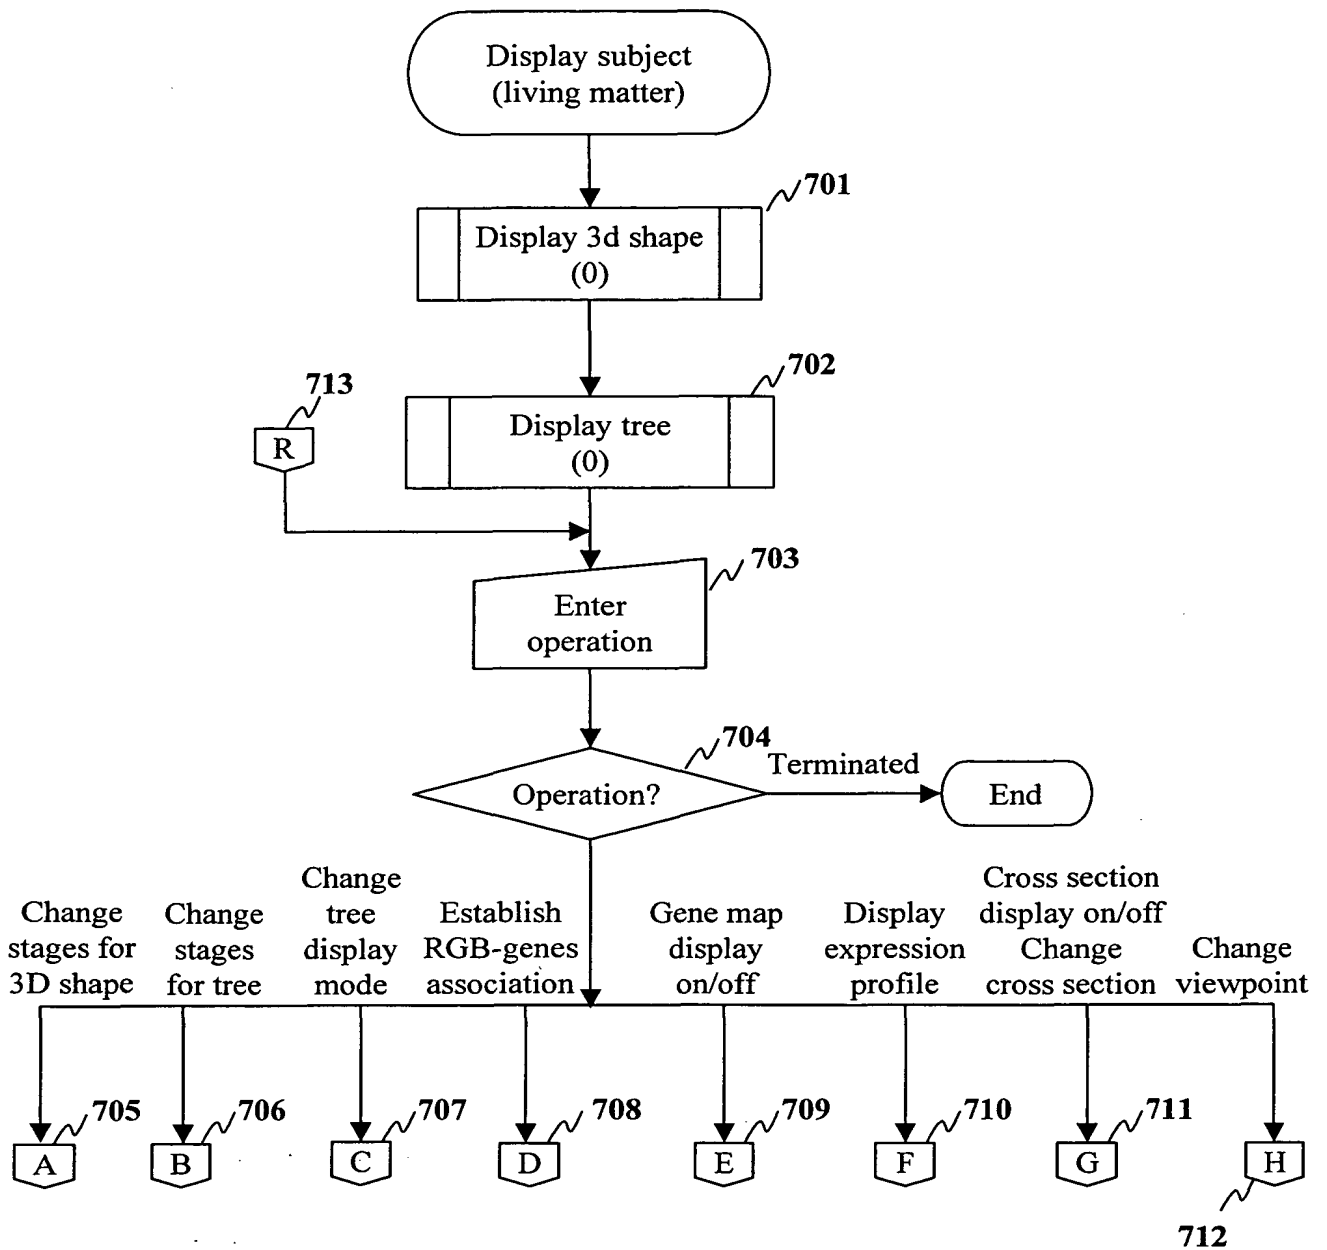 Display subject
(living matter)
701
Display 3d shape
(0)
702
Display tree
(0)
713
R
703
Enter
operation
704
Operation?
Terminated
End
Change
stages for
3D shape
Change
stages
for tree
Change
tree
display
mode
Establish
RGB-genes
association
Gene map
display
on/off
Display
expression
profile
Cross section
display on/off
Change
cross section
Change
viewpoint
705
A
706
B
707
C
708
D
709
E
710
F
711
G
H
712